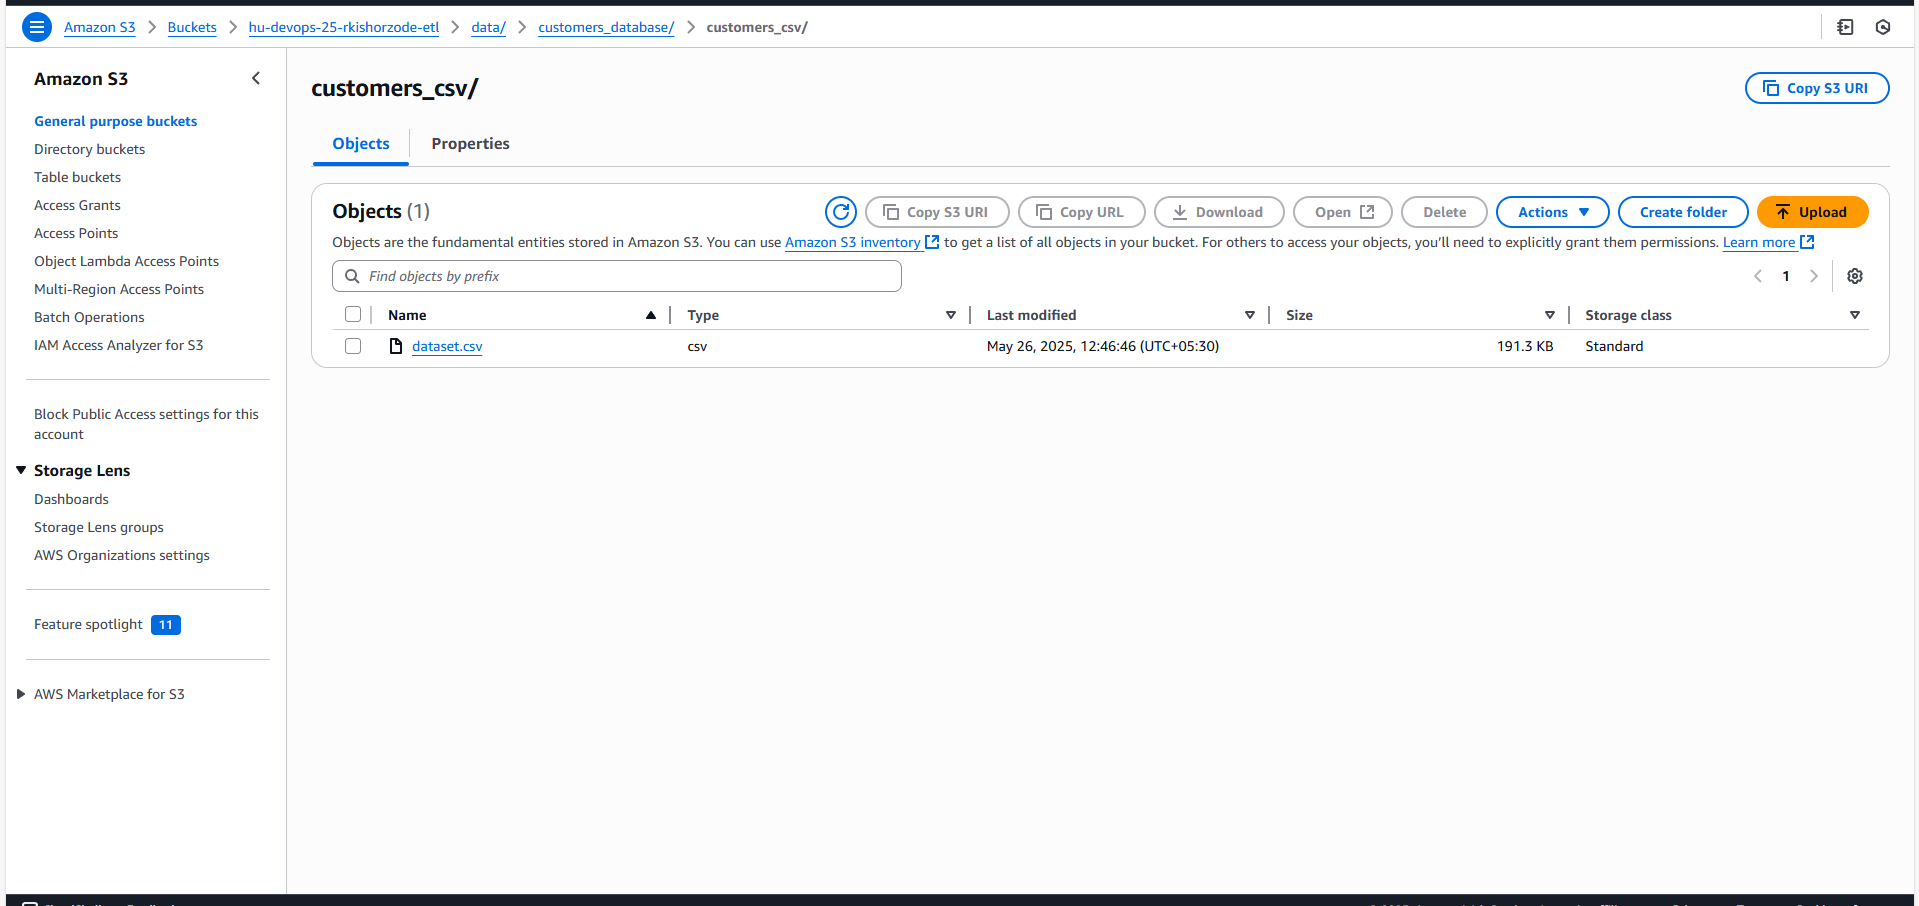 Amazon S3 > Buckets > hu-devops-25-rkishorzode-etl > data/ > customers_database/ > customers_csv/
Amazon S3
General purpose buckets
Directory buckets
Table buckets
Access Grants
Access Points
Object Lambda Access Points
Multi-Region Access Points
Batch Operations
IAM Access Analyzer for S3
Block Public Access settings for this
account
Storage Lens
Dashboards
Storage Lens groups
AWS Organizations settings
Feature spotlight 11
AWS Marketplace for S3
customers_csv/
Copy S3 URI
Objects Properties
Objects (1)
Copy S3 URI Copy URL Download Open Delete Actions Create folder Upload
Objects are the fundamental entities stored in Amazon S3. You can use Amazon S3 inventory to get a list of all objects in your bucket. For others to access your objects, you’ll need to explicitly grant them permissions. Learn more
Find objects by prefix
1
Name Type Last modified Size Storage class
dataset.csv csv May 26, 2025, 12:46:46 (UTC+05:30) 191.3 KB Standard